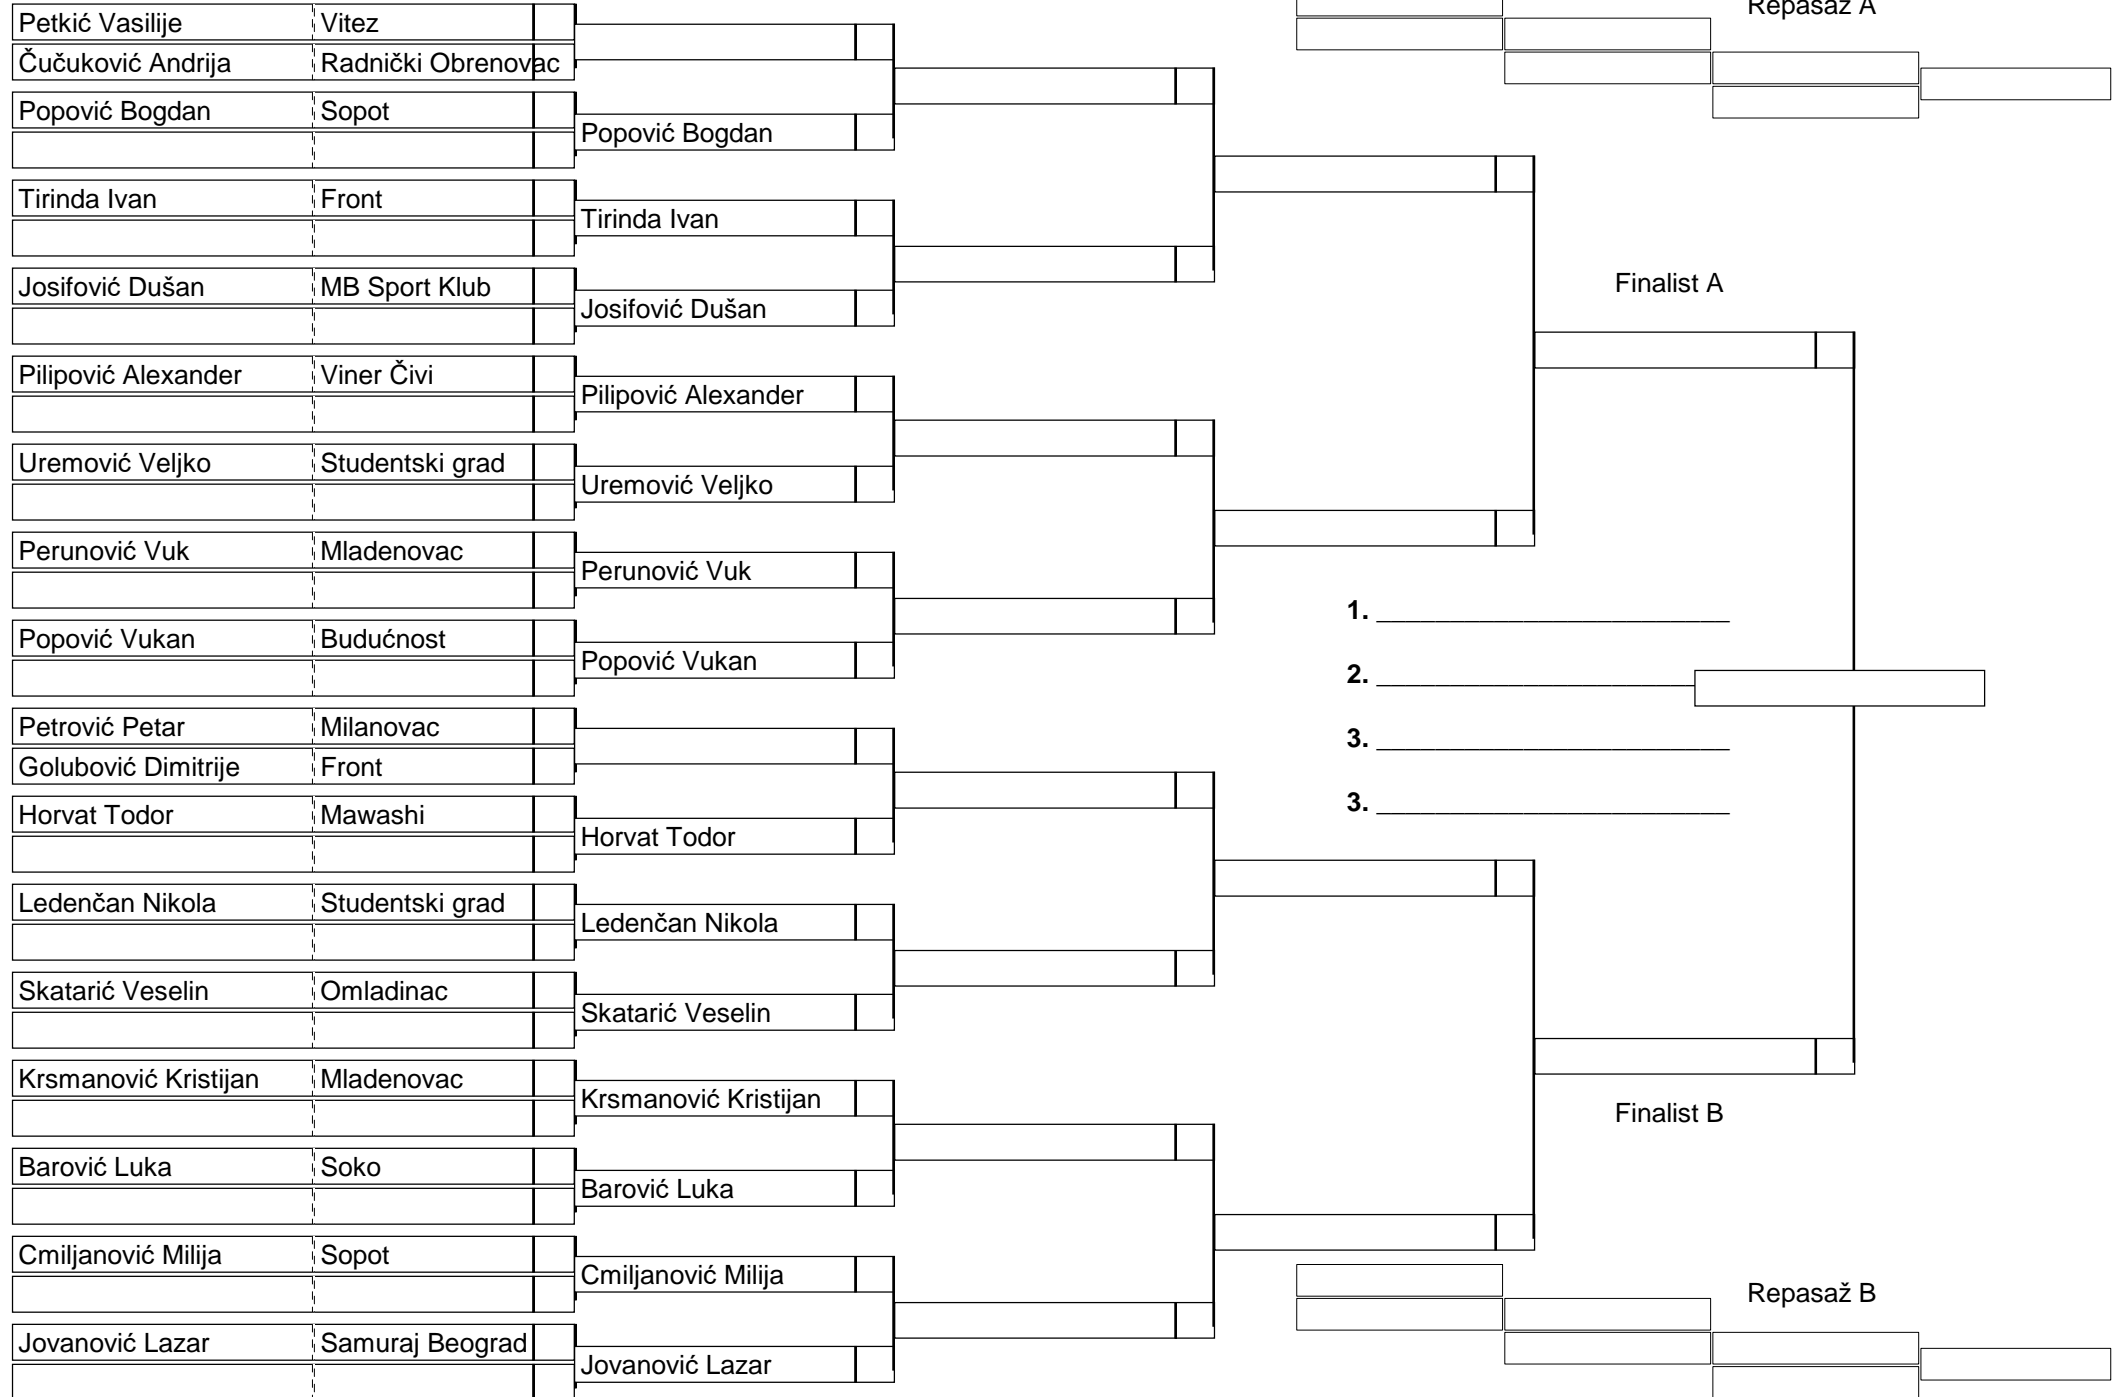 Petkić Vasilije Vitez
Čučuković Andrija Radnički Obrenovac
Popović Bogdan Sopot
Tirinda Ivan Front
Josifović Dušan MB Sport Klub
Pilipović Alexander Viner Čivi
Uremović Veljko Studentski grad
Perunović Vuk Mladenovac
Popović Vukan Budućnost
Petrović Petar Milanovac
Golubović Dimitrije Front
Horvat Todor Mawashi
Ledenčan Nikola Studentski grad
Skatarić Veselin Omladinac
Krsmanović Kristijan Mladenovac
Barović Luka Soko
Cmiljanović Milija Sopot
Jovanović Lazar Samuraj Beograd
Popović Bogdan
Tirinda Ivan
Josifović Dušan
Pilipović Alexander
Uremović Veljko
Perunović Vuk
Popović Vukan
Horvat Todor
Ledenčan Nikola
Skatarić Veselin
Krsmanović Kristijan
Barović Luka
Cmiljanović Milija
Jovanović Lazar
Repasaž A
Finalist A
1. ________________________
2. ________________________
3. ________________________
3. ________________________
Finalist B
Repasaž B